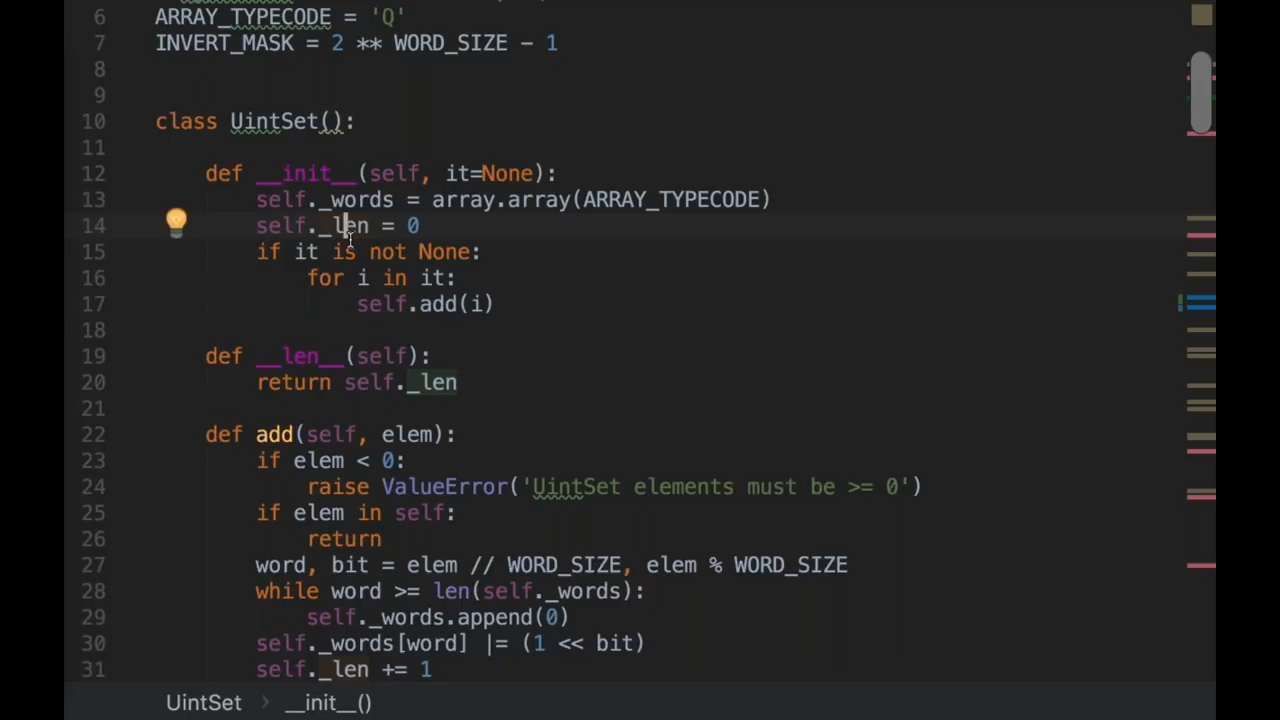 6 ARRAY_TYPECODE = 'Q'
7 INVERT_MASK = 2 ** WORD_SIZE - 1
8
9
10 class UintSet():
11
12 def __init__(self, it=None):
13 self._words = array.array(ARRAY_TYPECODE)
14 self._len = 0
15 if it is not None:
16 for i in it:
17 self.add(i)
18
19 def __len__(self):
20 return self._len
21
22 def add(self, elem):
23 if elem < 0:
24 raise ValueError('UintSet elements must be >= 0')
25 if elem in self:
26 return
27 word, bit = elem // WORD_SIZE, elem % WORD_SIZE
28 while word >= len(self._words):
29 self._words.append(0)
30 self._words[word] |= (1 << bit)
31 self._len += 1
UintSet > __init__()